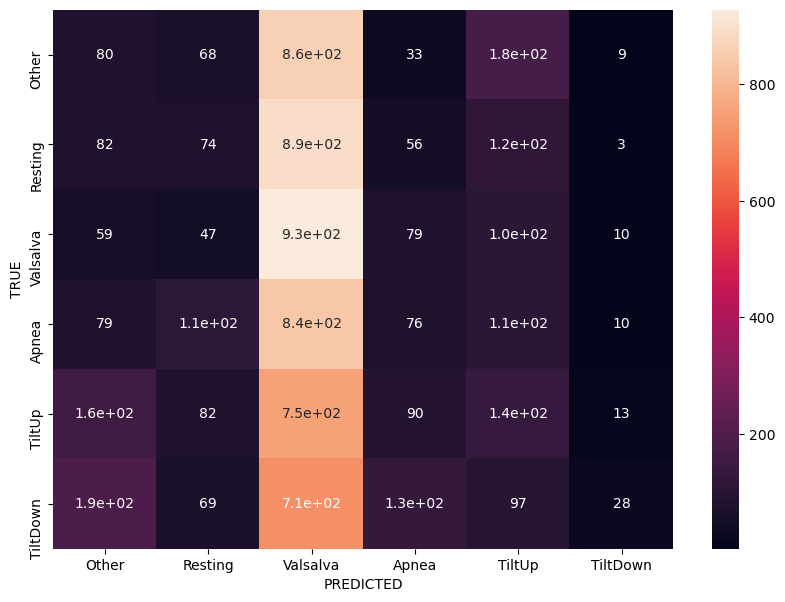 80 68 8.6e+02 33 1.8e+02 9
82 74 8.9e+02 56 1.2e+02 3
59 47 9.3e+02 79 1.0e+02 10
79 1.1e+02 8.4e+02 76 1.1e+02 10
1.6e+02 82 7.5e+02 90 1.4e+02 13
1.9e+02 69 7.1e+02 1.3e+02 97 28
Other
Resting
Valsalva
Apnea
TiltUp
TiltDown
TRUE
Other Resting Valsalva Apnea TiltUp TiltDown
PREDICTED
800
600
400
200